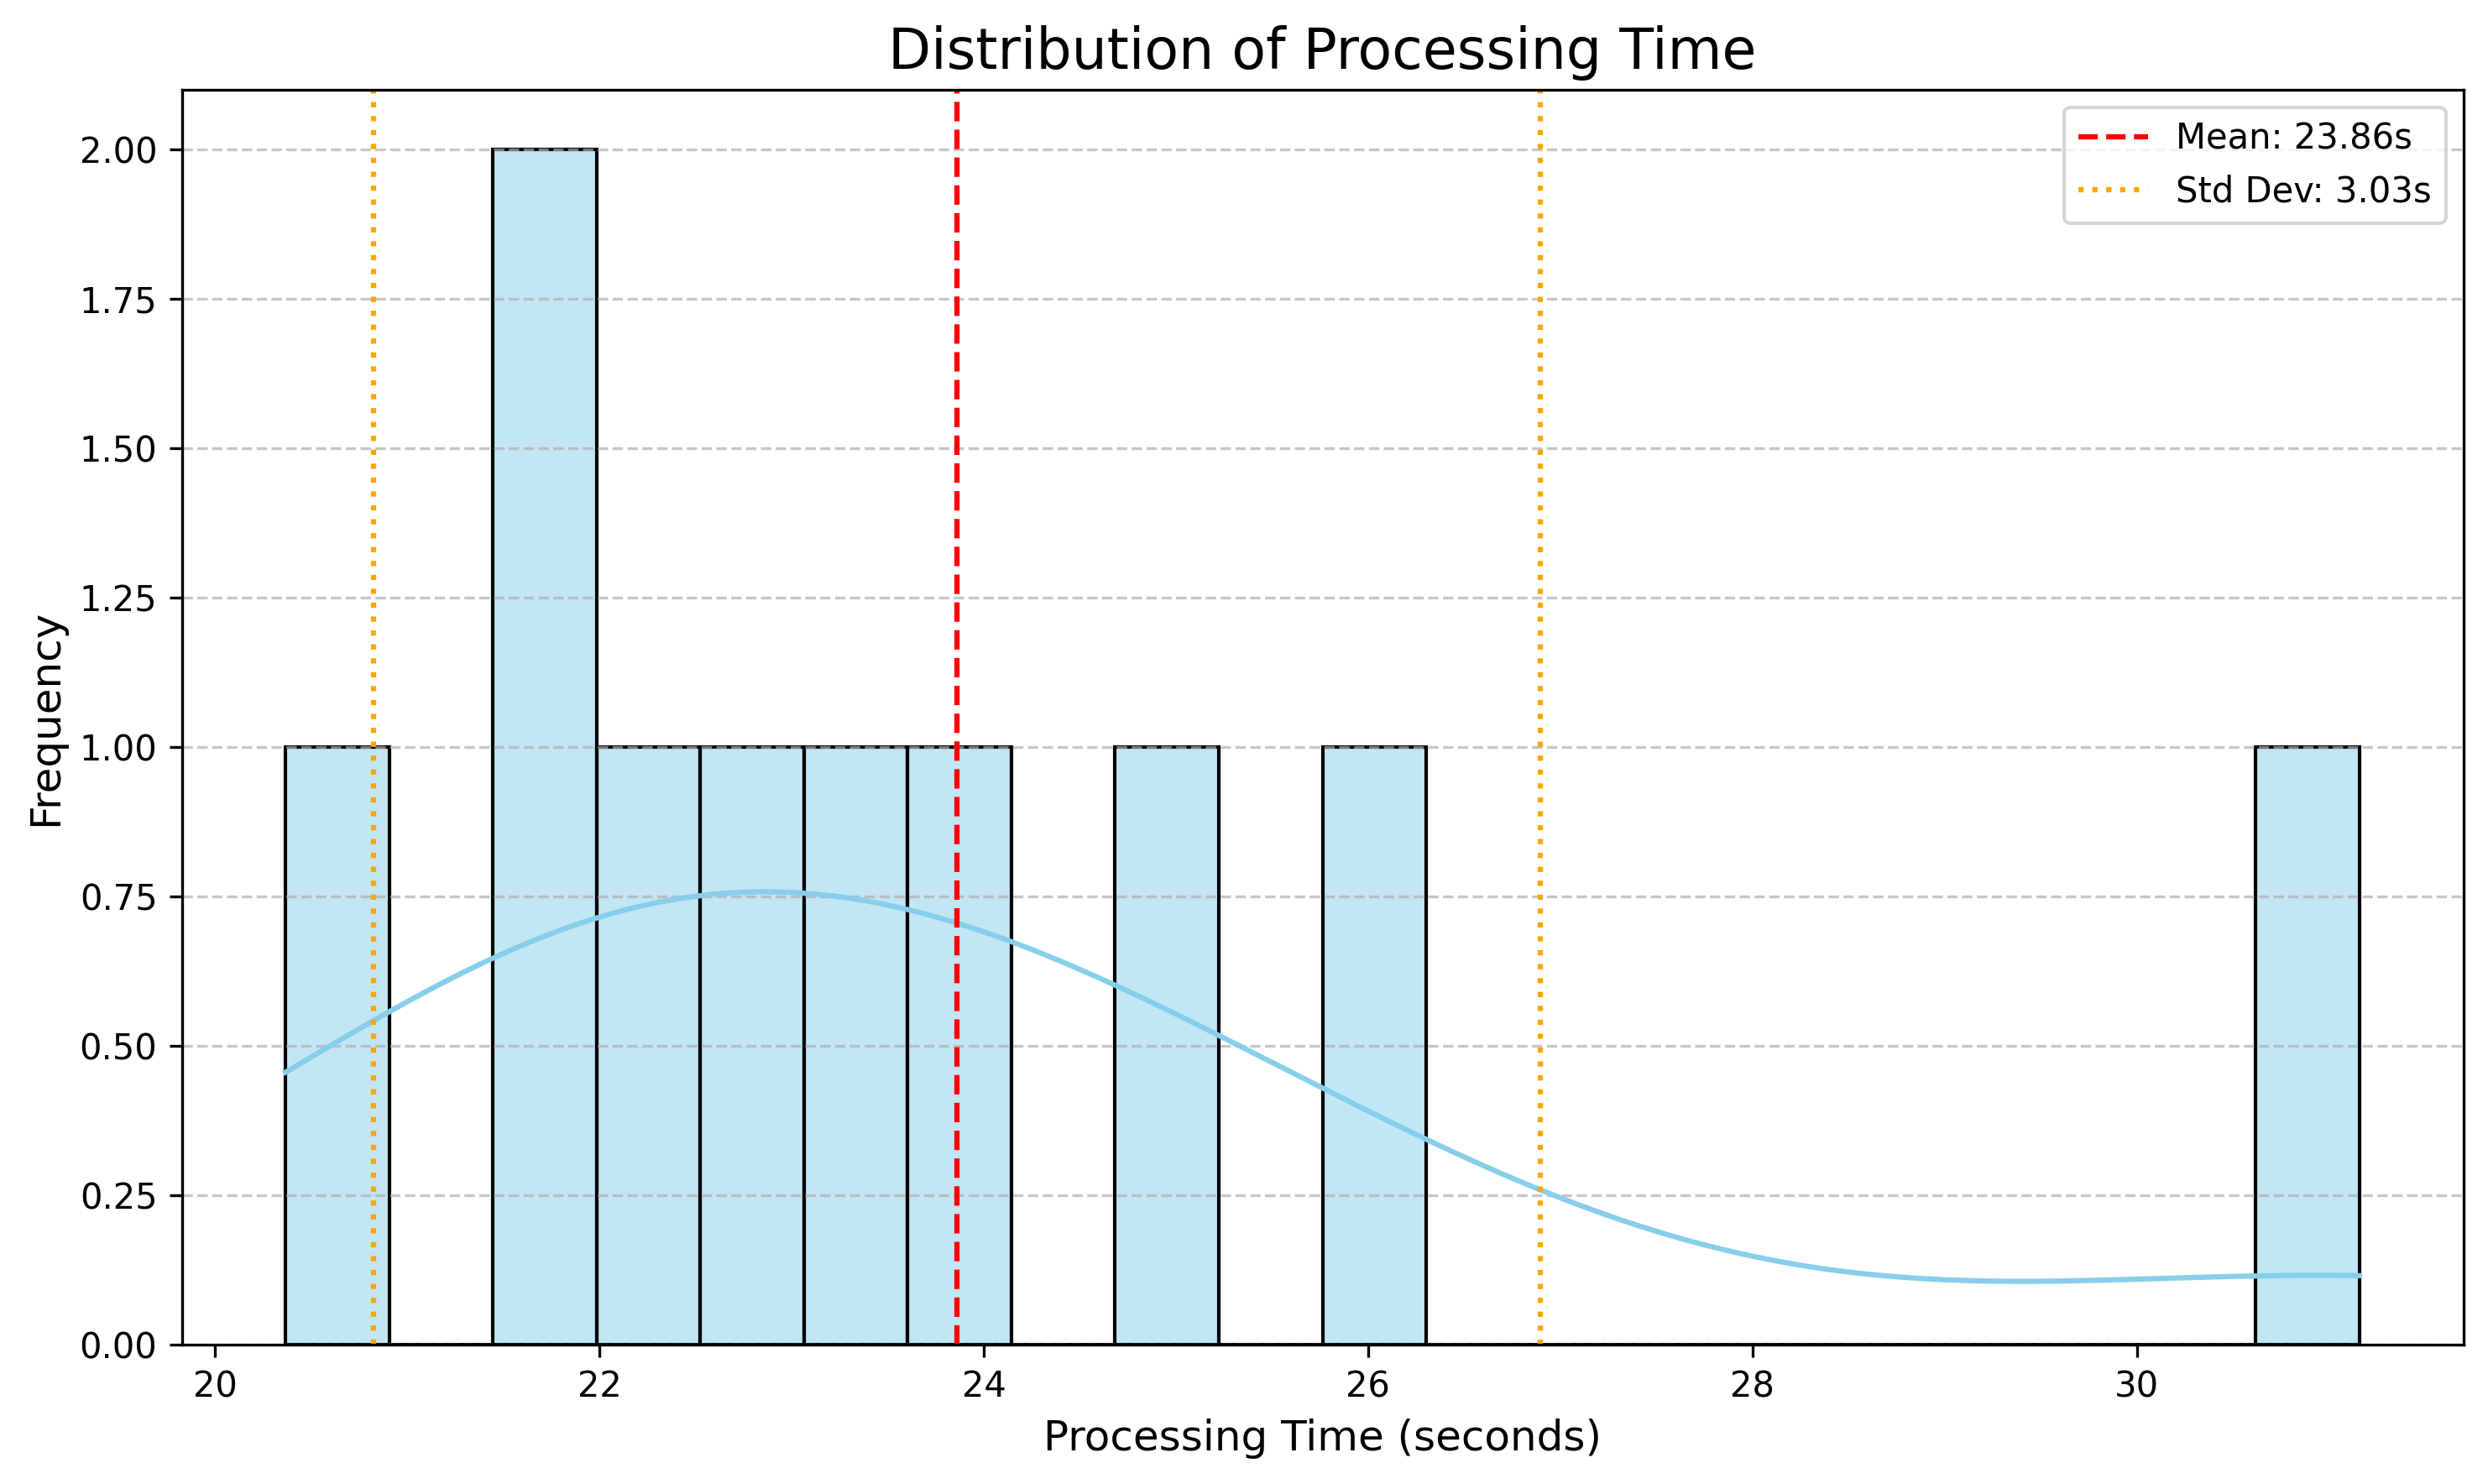 Distribution of Processing Time
Mean: 23.86s
Std Dev: 3.03s
Frequency
2.00
1.75
1.50
1.25
1.00
0.75
0.50
0.25
0.00
20 22 24 26 28 30
Processing Time (seconds)